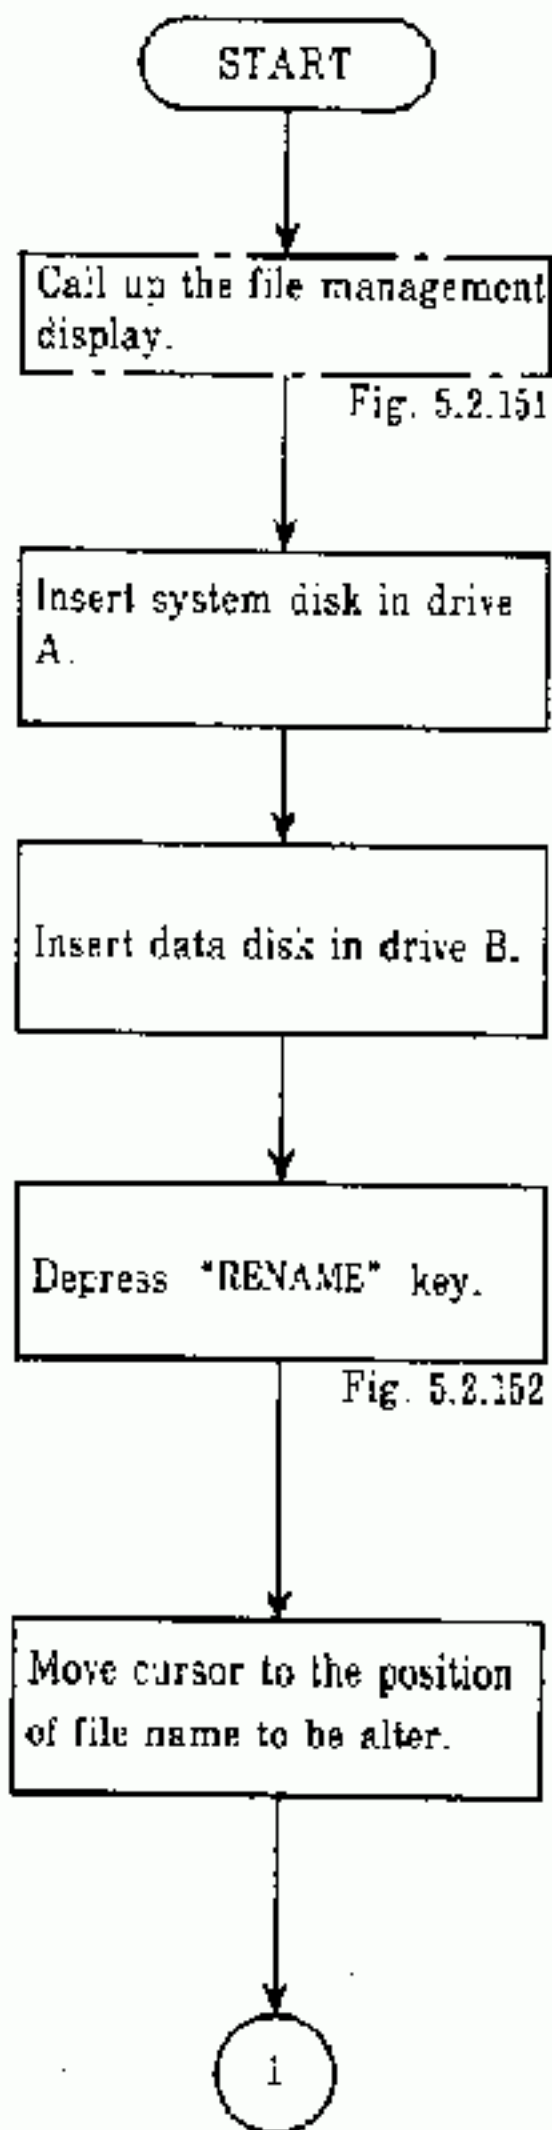 START
Call up the file management
display.
Fig. 5.2.151
Insert system disk in drive
A.
Insert data disk in drive B.
Depress "RENAME" key.
Fig. 5.2.152
Move cursor to the position
of file name to be alter.
1